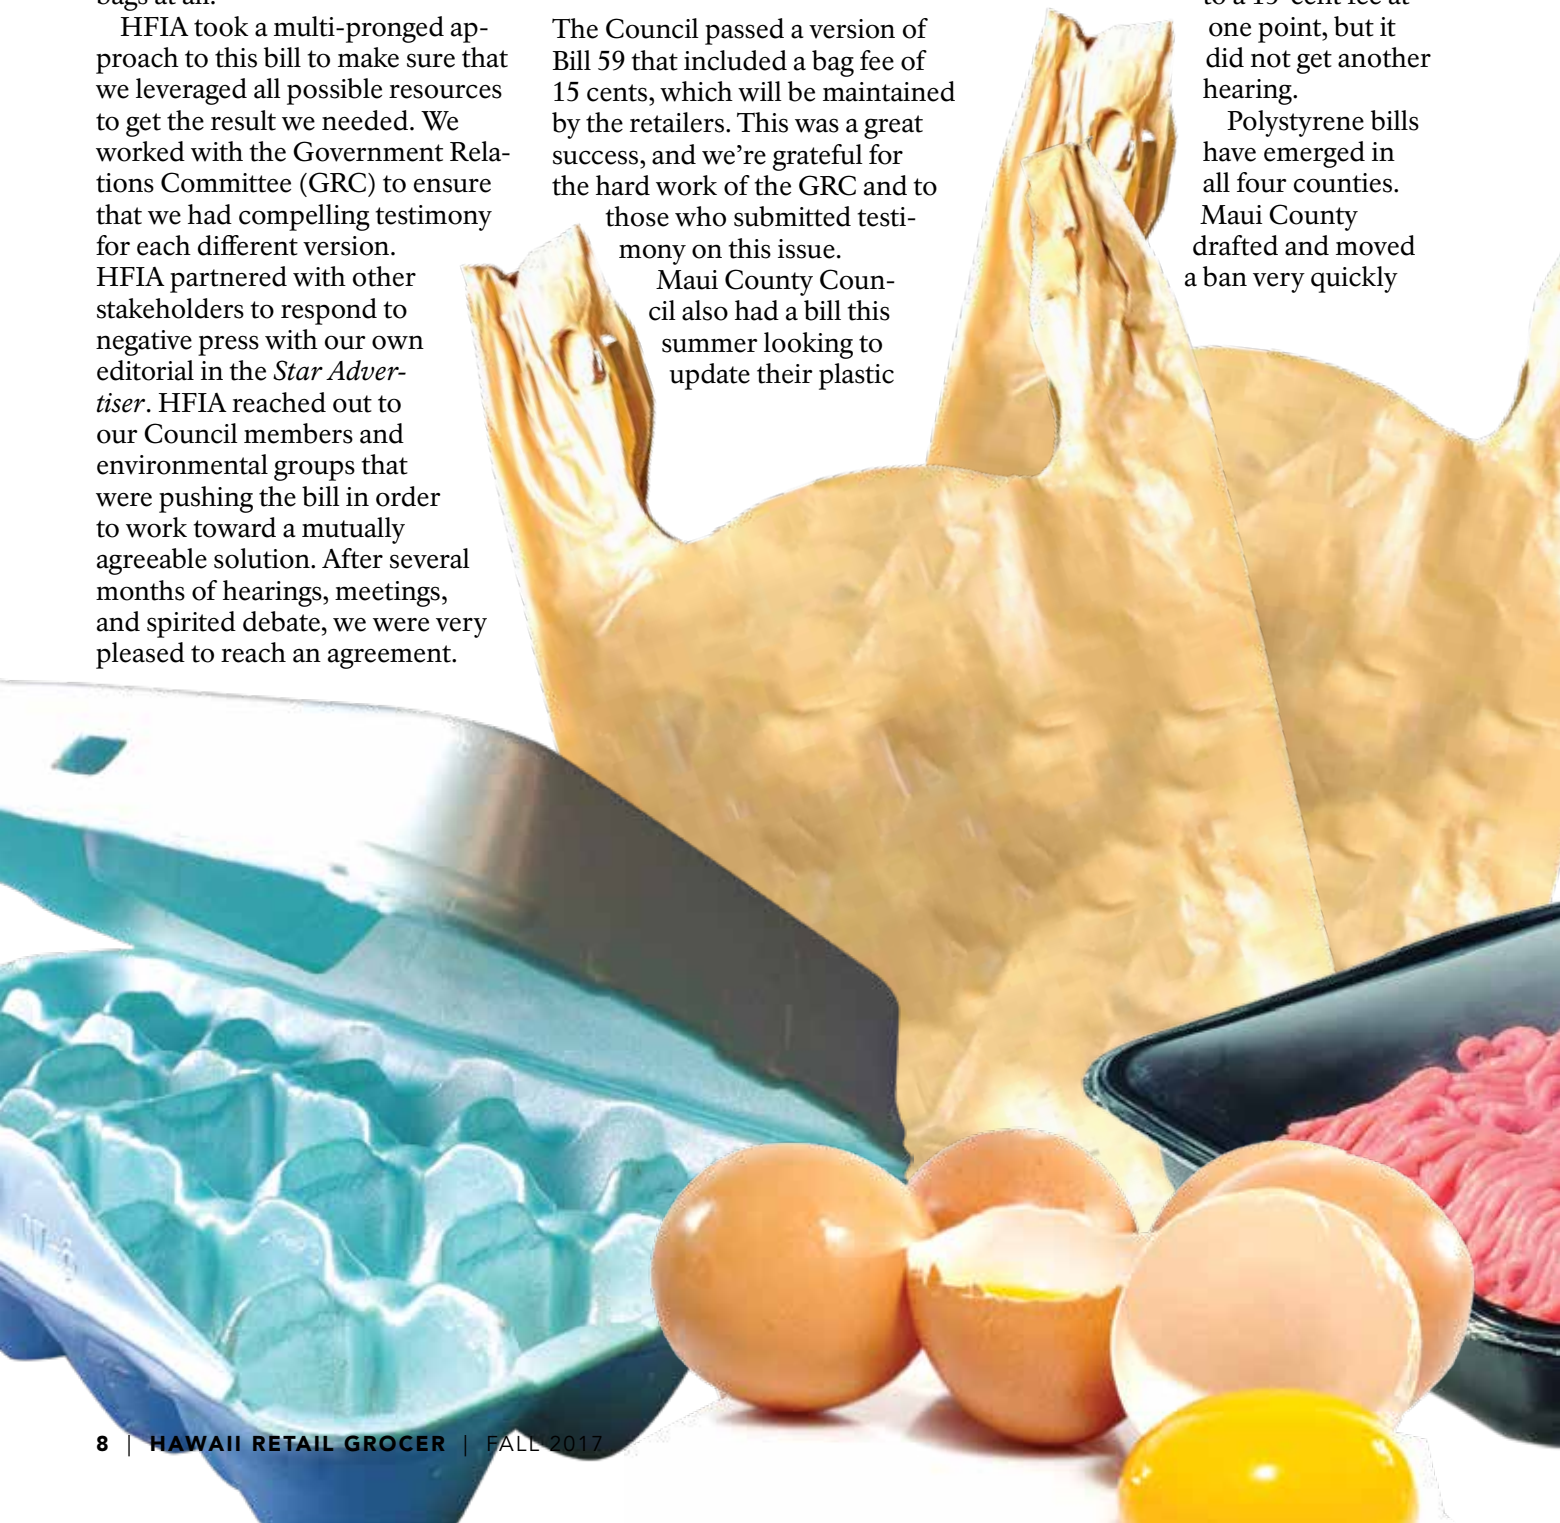 bags at all.
HFIA took a multi-pronged ap-
proach to this bill to make sure that
we leveraged all possible resources
to get the result we needed. We
worked with the Government Rela-
tions Committee (GRC) to ensure
that we had compelling testimony
for each different version.
HFIA partnered with other
stakeholders to respond to
negative press with our own
editorial in the Star Adver-
tiser. HFIA reached out to
our Council members and
environmental groups that
were pushing the bill in order
to work toward a mutually
agreeable solution. After several
months of hearings, meetings,
and spirited debate, we were very
pleased to reach an agreement.
The Council passed a version of
Bill 59 that included a bag fee of
15 cents, which will be maintained
by the retailers. This was a great
success, and we’re grateful for
the hard work of the GRC and to
those who submitted testi-
mony on this issue.
Maui County Coun-
cil also had a bill this
summer looking to
update their plastic
to a 15-cent fee at
one point, but it
did not get another
hearing.
Polystyrene bills
have emerged in
all four counties.
Maui County
drafted and moved
a ban very quickly
8 | HAWAII RETAIL GROCER | FALL 2017